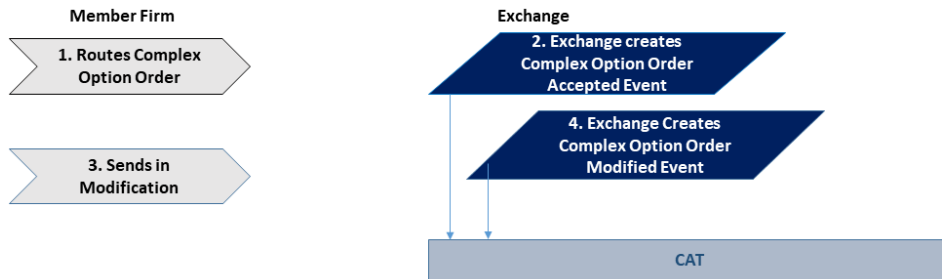 Member Firm
Exchange
1. Routes Complex
Option Order
2. Exchange creates
Complex Option Order
Accepted Event
3. Sends in
Modification
4. Exchange Creates
Complex Option Order
Modified Event
CAT